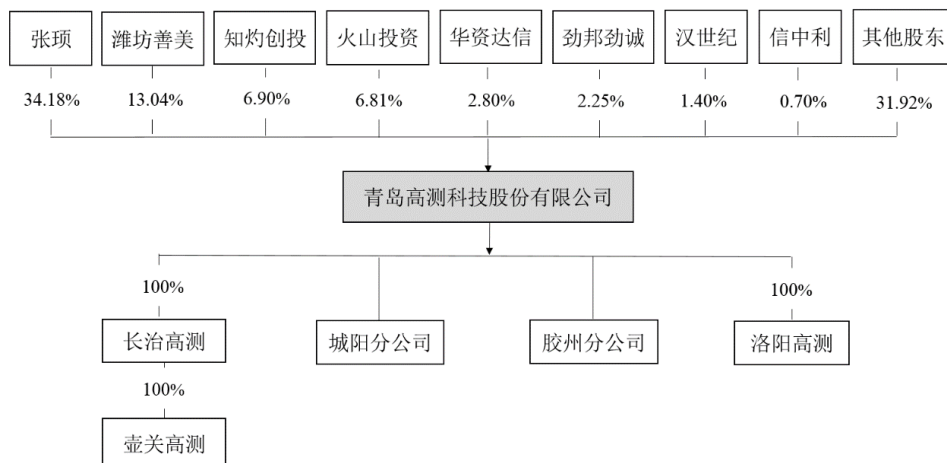 张顼 潍坊善美 知灼创投 火山投资 华资达信 劲邦劲诚 汉世纪 信中利 其他股东
34.18% 13.04% 6.90% 6.81% 2.80% 2.25% 1.40% 0.70% 31.92%
青岛高测科技股份有限公司
100% 100%
长治高测 城阳分公司 胶州分公司 洛阳高测
100%
壶关高测